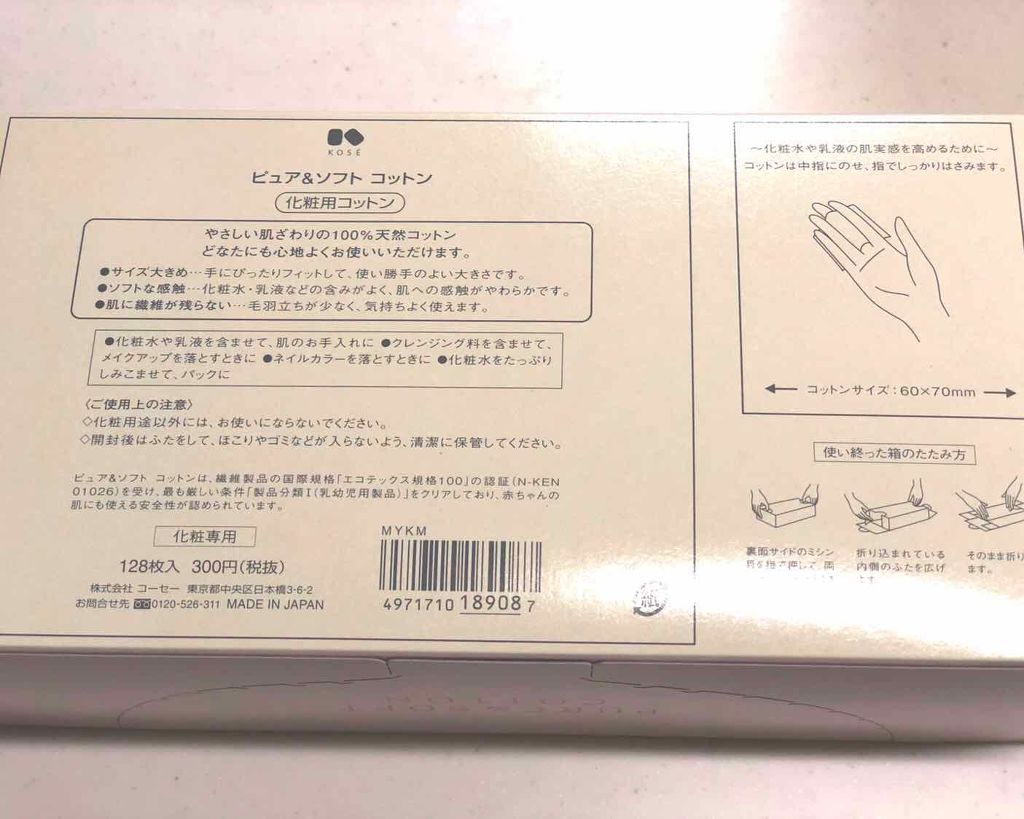 KOSÉ
ピュア&ソフト コットン
化粧用コットン
やさしい肌ざわりの100%天然コットン
どなたにも心地よくお使いいただけます。
●サイズ大きめ…手にぴったりフィットして、使い勝手のよい大きさです。
●ソフトな感触…化粧水・乳液などの含みがよく、肌への感触がやわらかです。
●肌に繊維が残らない…毛羽立ちが少なく、気持ちよく使えます。
●化粧水や乳液を含ませて、肌のお手入れに ●クレンジング料を含ませて、
メイクアップを落とすときに ●ネイルカラーを落とすときに ●化粧水をたっぷり
しみこませて、パックに
〈ご使用上の注意〉
◇化粧用途以外には、お使いにならないでください。
◇開封後はふたをして、ほこりやゴミなどが入らないよう、清潔に保管してください。
ピュア&ソフト コットンは、繊維製品の国際規格「エコテックス規格100」の認証(N-KEN
01026)を受け、最も厳しい条件「製品分類Ⅰ(乳幼児用製品)」をクリアしており、赤ちゃんの
肌にも使える安全性が認められています。
化粧専用
128枚入 300円(税抜)
株式会社 コーセー 東京都中央区日本橋3-6-2
お問合せ先 0120-526-311 MADE IN JAPAN
MYKM
4971710 18908 7
紙
~化粧水や乳液の肌実感を高めるために~
コットンは中指にのせ、指でしっかりはさみます。
コットンサイズ:60×70mm
使い終った箱のたたみ方
裏面サイドのミシン
折り込まれている
内側のふたを広げ
ます。
そのまま折り
ます。
PURE & SOFT
COTTON